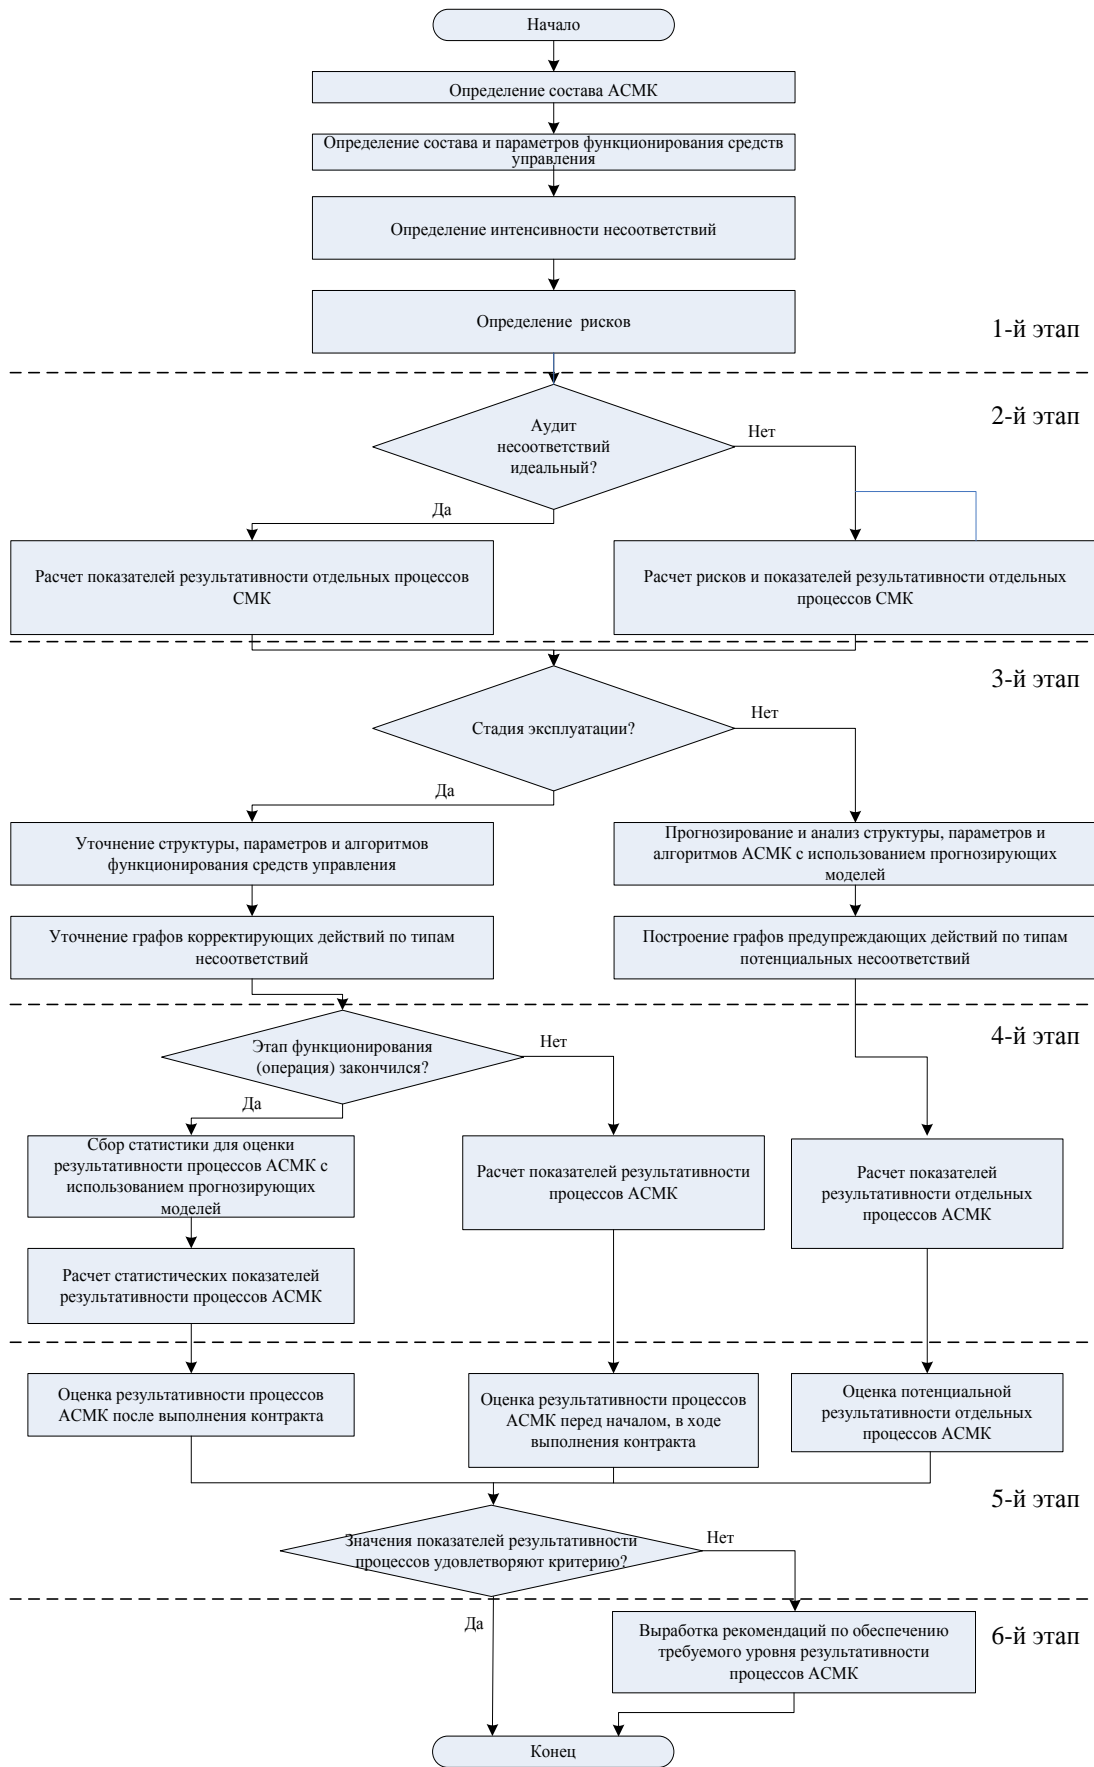 Начало
Определение состава АСМК
Определение состава и параметров функционирования средств
управления
Определение интенсивности несоответствий
Определение рисков
1-й этап
2-й этап
Аудит
несоответствий
идеальный?
Нет
Да
Расчет показателей результативности отдельных процессов
СМК
Расчет рисков и показателей результативности отдельных
процессов СМК
3-й этап
Стадия эксплуатации?
Нет
Да
Уточнение структуры, параметров и алгоритмов
функционирования средств управления
Прогнозирование и анализ структуры, параметров и
алгоритмов АСМК с использованием прогнозирующих
моделей
Уточнение графов корректирующих действий по типам
несоответствий
Построение графов предупреждающих действий по типам
потенциальных несоответствий
4-й этап
Этап функционирования
(операция) закончился?
Нет
Да
Сбор статистики для оценки
результативности процессов АСМК с
использованием прогнозирующих
моделей
Расчет показателей результативности
процессов АСМК
Расчет показателей
результативности отдельных
процессов АСМК
Расчет статистических показателей
результативности процессов АСМК
Оценка результативности процессов
АСМК после выполнения контракта
Оценка результативности процессов
АСМК перед началом, в ходе
выполнения контракта
Оценка потенциальной
результативности отдельных
процессов АСМК
5-й этап
Значения показателей результативности
процессов удовлетворяют критерию?
Нет
Да
6-й этап
Выработка рекомендаций по обеспечению
требуемого уровня результативности
процессов АСМК
Конец